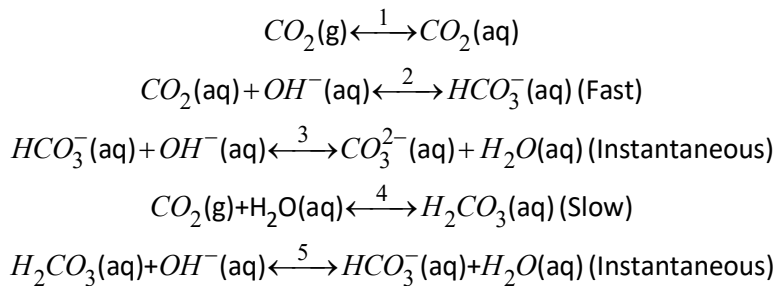 CO₂(g) ⟷¹ CO₂(aq)
CO₂(aq)+OH⁻(aq) ⟷² HCO₃⁻(aq) (Fast)
HCO₃⁻(aq)+OH⁻(aq) ⟷³ CO₃²⁻(aq)+H₂O(aq) (Instantaneous)
CO₂(g)+H₂O(aq) ⟷⁴ H₂CO₃(aq) (Slow)
H₂CO₃(aq)+OH⁻(aq) ⟷⁵ HCO₃⁻(aq)+H₂O(aq) (Instantaneous)